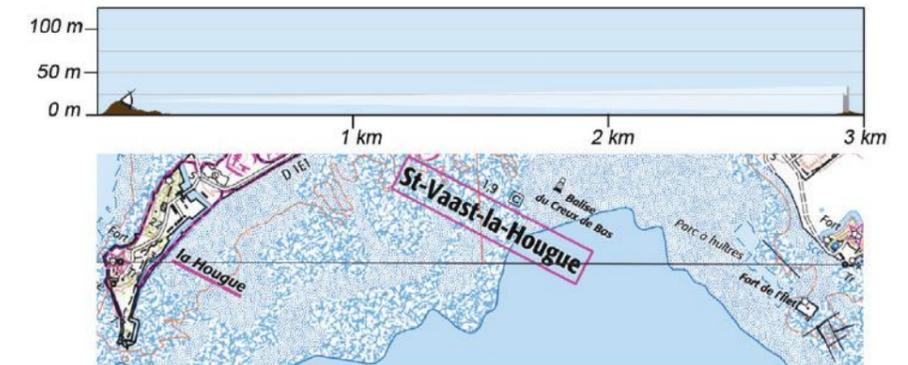 100 m
50 m
0 m
1 km
2 km
3 km
D 1E1
1,9
C
St-Vaast-la-Hougue
Balise
du Creux de Bas
Parc à huîtres
Fort
Fort
la Hougue
Fort de l'Ilet